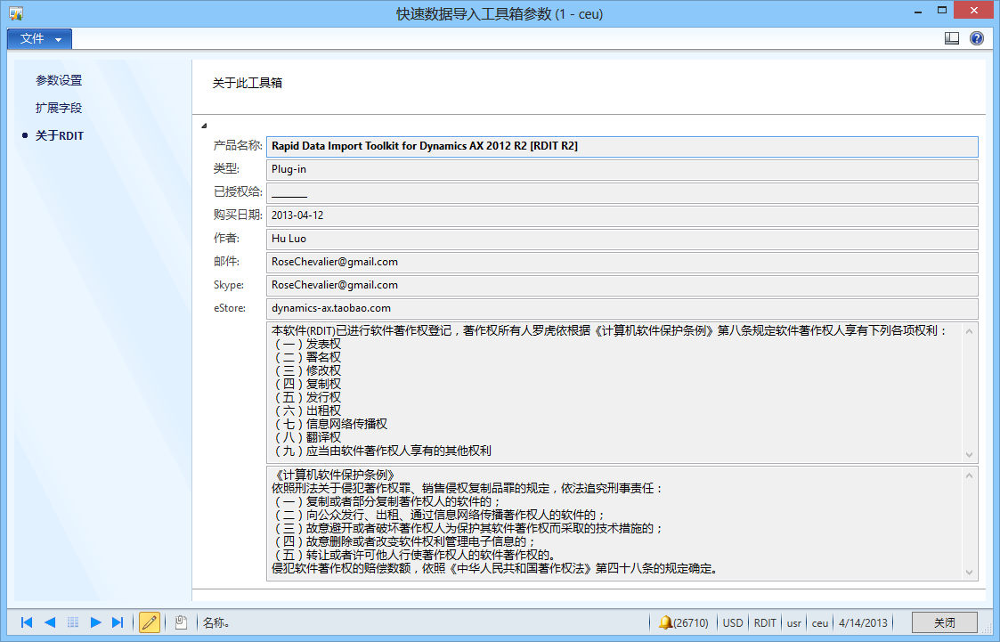 快速数据导入工具箱参数 (1 - ceu)
文件
参数设置
扩展字段
关于RDIT
关于此工具箱
产品名称: Rapid Data Import Toolkit for Dynamics AX 2012 R2 [RDIT R2]
类型: Plug-in
已授权给: _______
购买日期: 2013-04-12
作者: Hu Luo
邮件: RoseChevalier@gmail.com
Skype: RoseChevalier@gmail.com
eStore: dynamics-ax.taobao.com
本软件(RDIT)已进行软件著作权登记，著作权所有人罗虎依根据《计算机软件保护条例》第八条规定软件著作权人享有下列各项权利：
（一）发表权
（二）署名权
（三）修改权
（四）复制权
（五）发行权
（六）出租权
（七）信息网络传播权
（八）翻译权
（九）应当由软件著作权人享有的其他权利
《计算机软件保护条例》
依照刑法关于侵犯著作权罪、销售侵权复制品罪的规定，依法追究刑事责任：
（一）复制或者部分复制著作权人的软件的；
（二）向公众发行、出租、通过信息网络传播著作权人的软件的；
（三）故意避开或者破坏著作权人为保护其软件著作权而采取的技术措施的；
（四）故意删除或者改变软件权利管理电子信息的；
（五）转让或者许可他人行使著作权人的软件著作权的。
侵犯软件著作权的赔偿数额，依照《中华人民共和国著作权法》第四十八条的规定确定。
名称。 (26710) USD RDIT usr ceu 4/14/2013 关闭